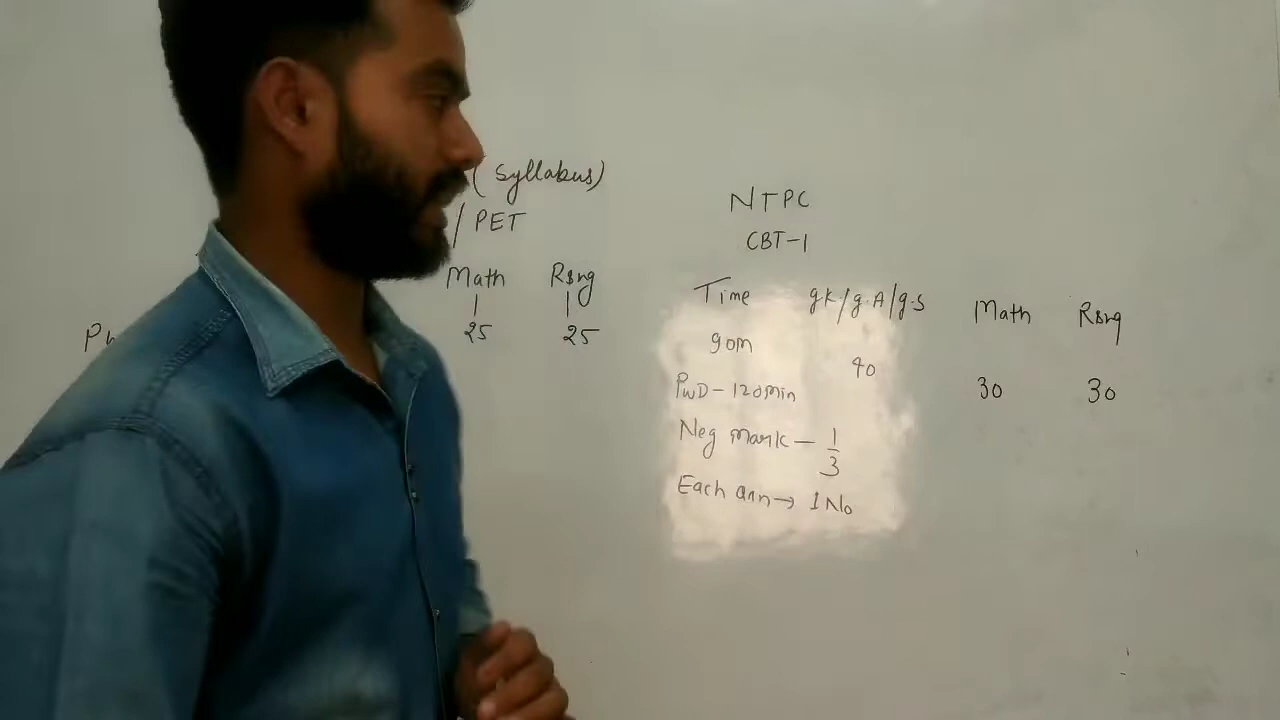 ( Syllabus)
/ PET
Math Rsng
25 25
NTPC
CBT-1
Time gk/g.A/g.s Math Rsng
90m 40 30 30
PWD - 120min
Neg mark - 1/3
Each ann → 1 No